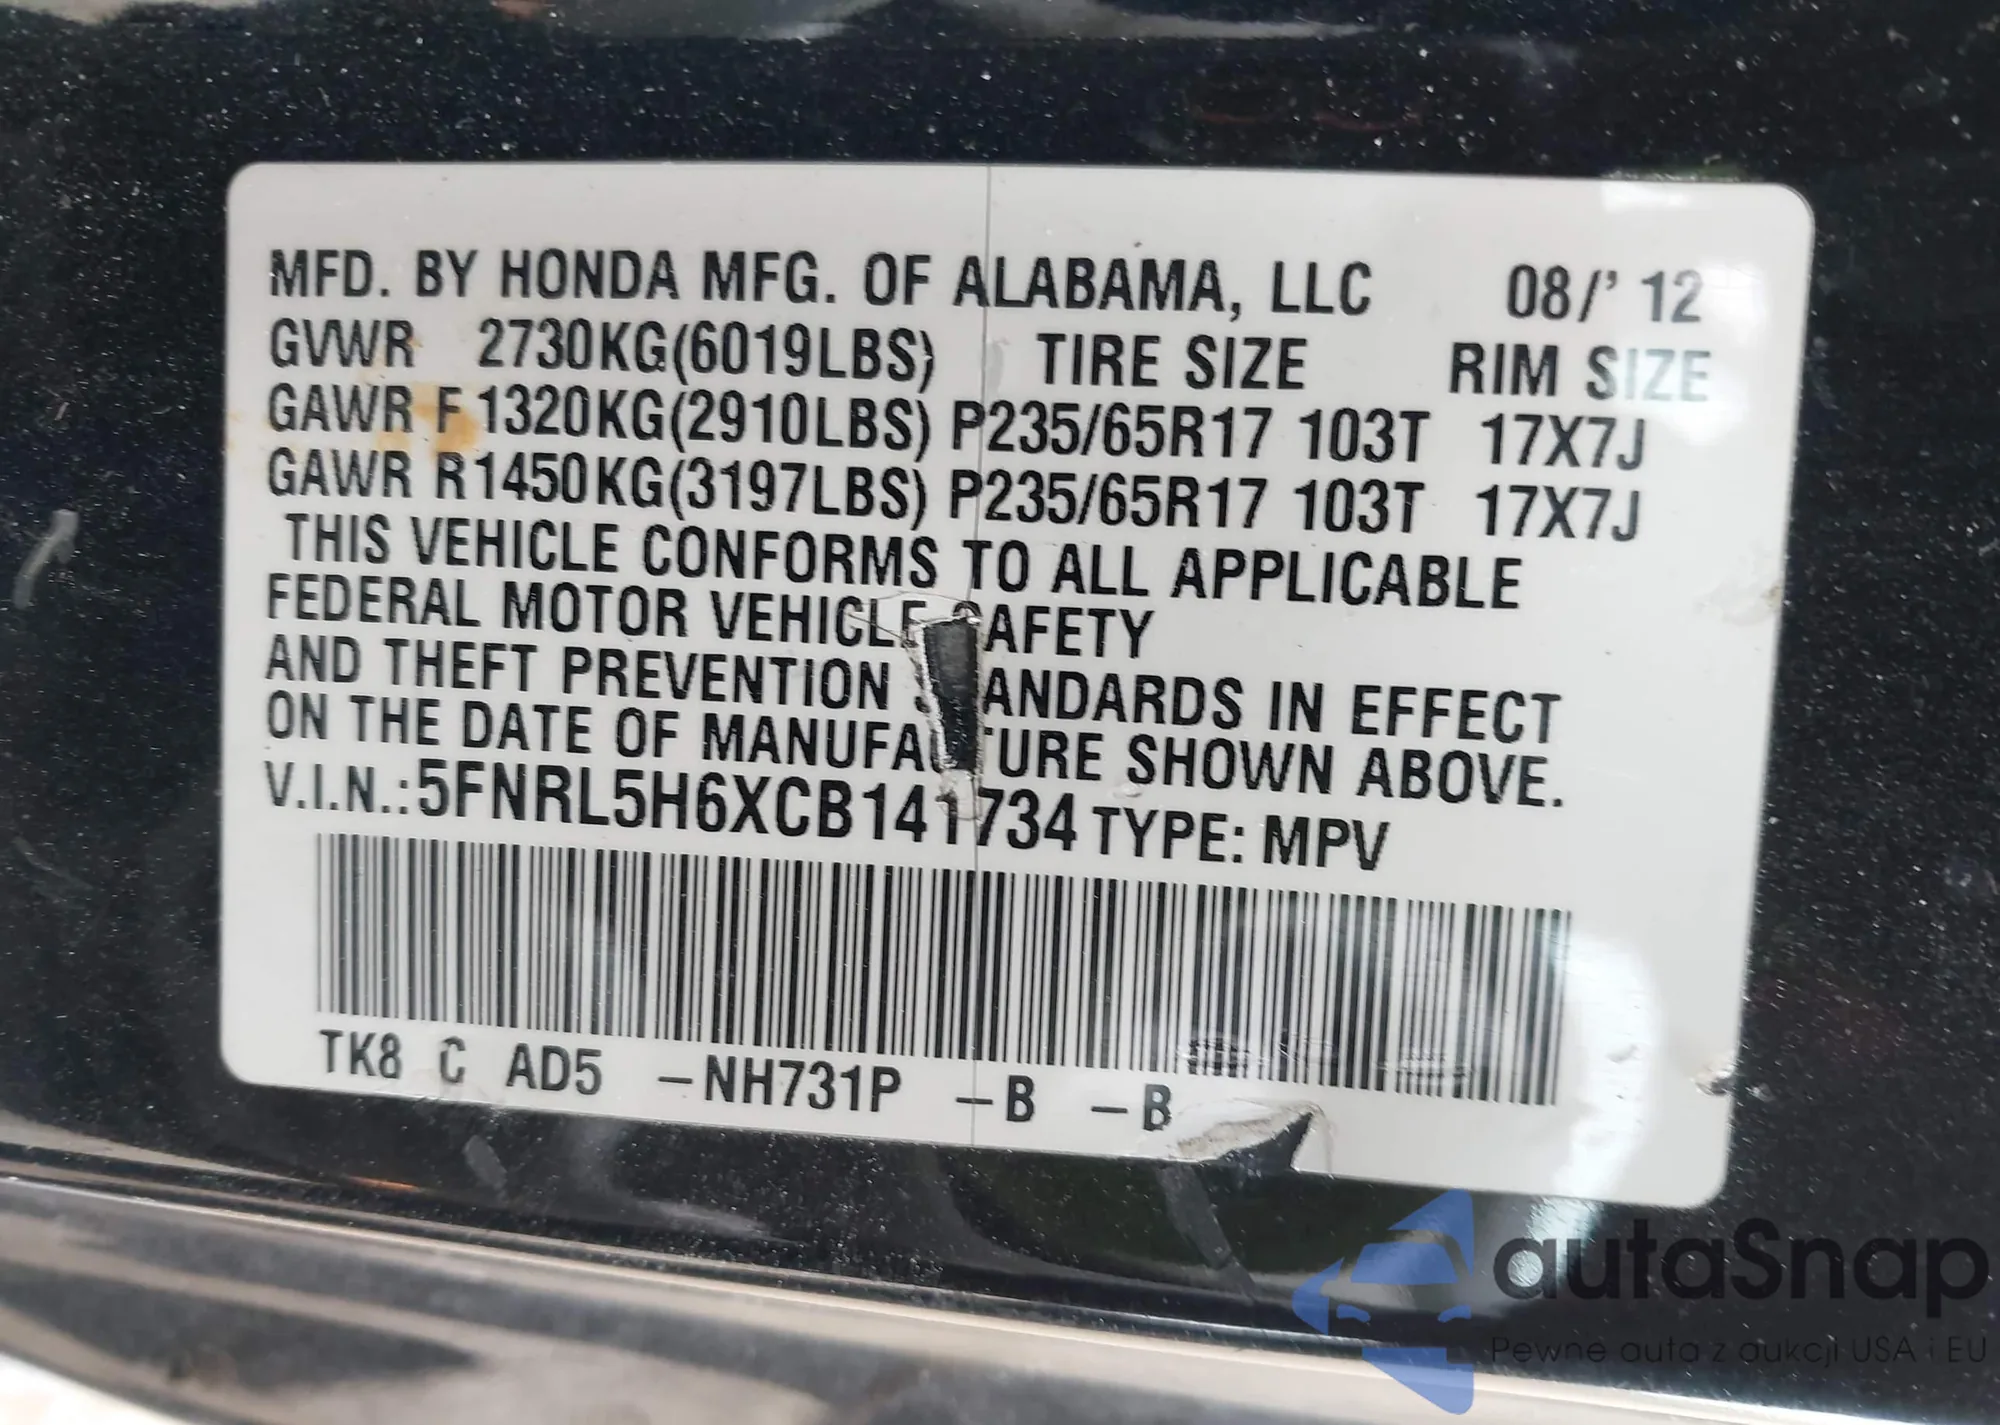 MFD. BY HONDA MFG. OF ALABAMA, LLC 08/' 12
GVWR 2730KG(6019LBS) TIRE SIZE RIM SIZE
GAWR F 1320KG(2910LBS) P235/65R17 103T 17X7J
GAWR R1450KG(3197LBS) P235/65R17 103T 17X7J
THIS VEHICLE CONFORMS TO ALL APPLICABLE
FEDERAL MOTOR VEHICLE SAFETY
AND THEFT PREVENTION STANDARDS IN EFFECT
ON THE DATE OF MANUFACTURE SHOWN ABOVE.
V.I.N.:5FNRL5H6XCB141734 TYPE: MPV
TK8 C AD5 -NH731P -B -B
autaSnap
Pewne auta z aukcji USA i EU